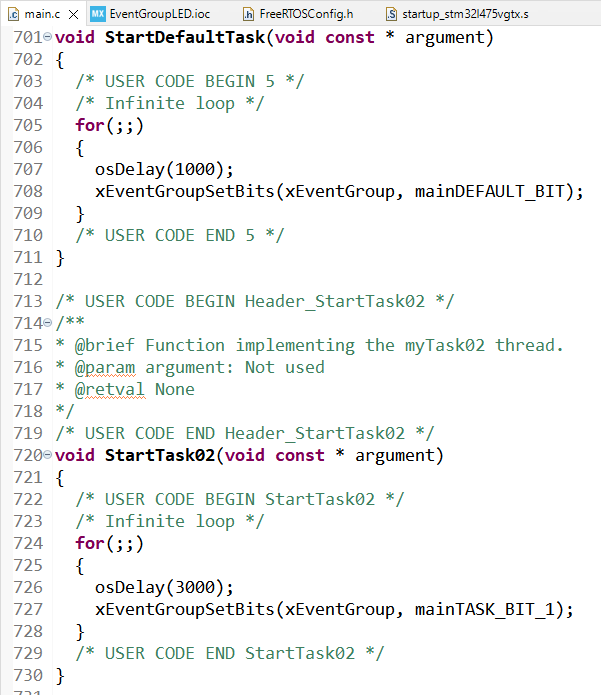 main.c EventGroupLED.ioc FreeRTOSConfig.h startup_stm32l475vgtx.s
701 void StartDefaultTask(void const * argument)
702 {
703 /* USER CODE BEGIN 5 */
704 /* Infinite loop */
705 for(;;)
706 {
707 osDelay(1000);
708 xEventGroupSetBits(xEventGroup, mainDEFAULT_BIT);
709 }
710 /* USER CODE END 5 */
711 }
712
713 /* USER CODE BEGIN Header_StartTask02 */
714 /**
715 * @brief Function implementing the myTask02 thread.
716 * @param argument: Not used
717 * @retval None
718 */
719 /* USER CODE END Header_StartTask02 */
720 void StartTask02(void const * argument)
721 {
722 /* USER CODE BEGIN StartTask02 */
723 /* Infinite loop */
724 for(;;)
725 {
726 osDelay(3000);
727 xEventGroupSetBits(xEventGroup, mainTASK_BIT_1);
728 }
729 /* USER CODE END StartTask02 */
730 }